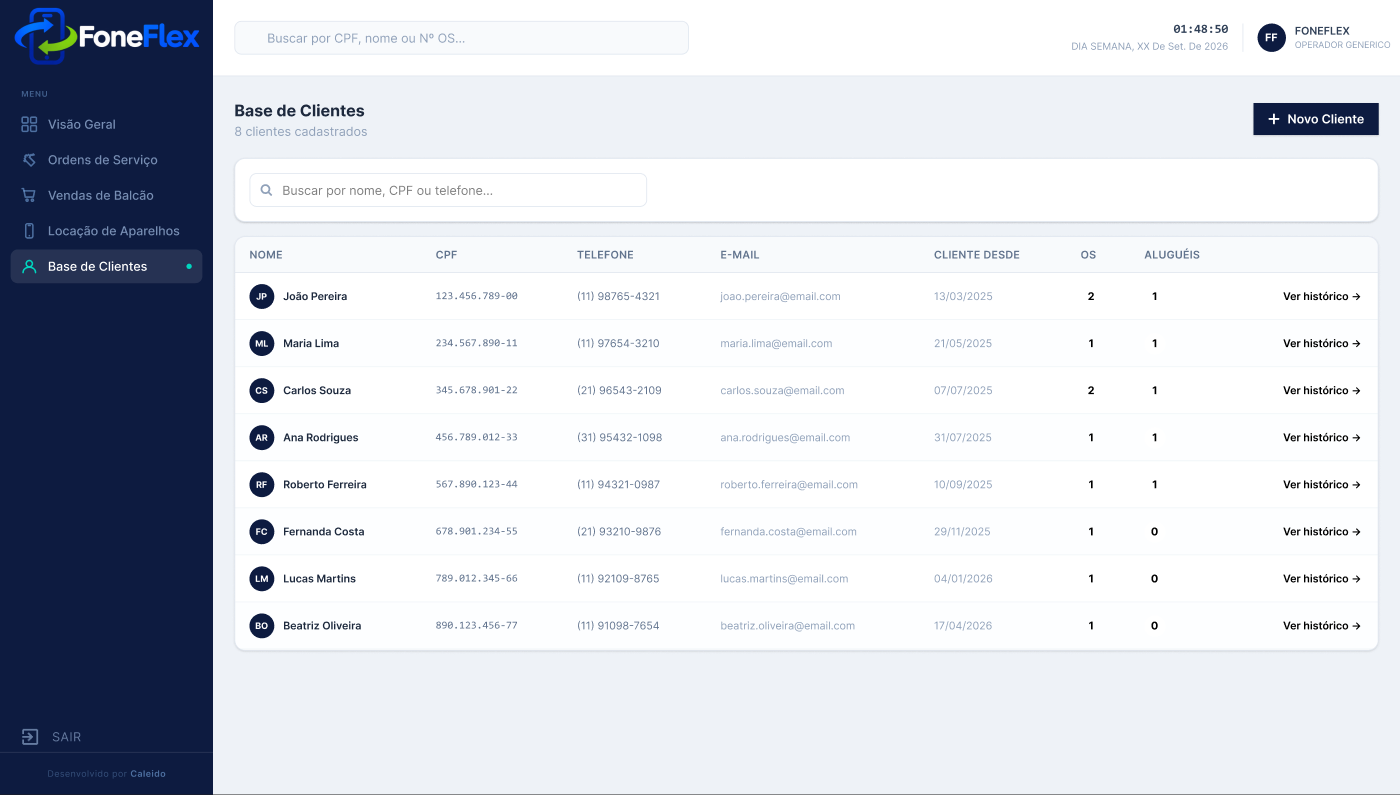 FoneFlex
Buscar por CPF, nome ou Nº OS...
01:48:50
DIA SEMANA, XX De Set. De 2026
FF
FONEFLEX
OPERADOR GENERICO
MENU
Visão Geral
Ordens de Serviço
Vendas de Balcão
Locação de Aparelhos
Base de Clientes
SAIR
Desenvolvido por Caleido
Base de Clientes
8 clientes cadastrados
+ Novo Cliente
Buscar por nome, CPF ou telefone...
NOME CPF TELEFONE E-MAIL CLIENTE DESDE OS ALUGUÉIS
JP João Pereira 123.456.789-00 (11) 98765-4321 joao.pereira@email.com 13/03/2025 2 1 Ver histórico →
ML Maria Lima 234.567.890-11 (11) 97654-3210 maria.lima@email.com 21/05/2025 1 1 Ver histórico →
CS Carlos Souza 345.678.901-22 (21) 96543-2109 carlos.souza@email.com 07/07/2025 2 1 Ver histórico →
AR Ana Rodrigues 456.789.012-33 (31) 95432-1098 ana.rodrigues@email.com 31/07/2025 1 1 Ver histórico →
RF Roberto Ferreira 567.890.123-44 (11) 94321-0987 roberto.ferreira@email.com 10/09/2025 1 1 Ver histórico →
FC Fernanda Costa 678.901.234-55 (21) 93210-9876 fernanda.costa@email.com 29/11/2025 1 0 Ver histórico →
LM Lucas Martins 789.012.345-66 (11) 92109-8765 lucas.martins@email.com 04/01/2026 1 0 Ver histórico →
BO Beatriz Oliveira 890.123.456-77 (11) 91098-7654 beatriz.oliveira@email.com 17/04/2026 1 0 Ver histórico →